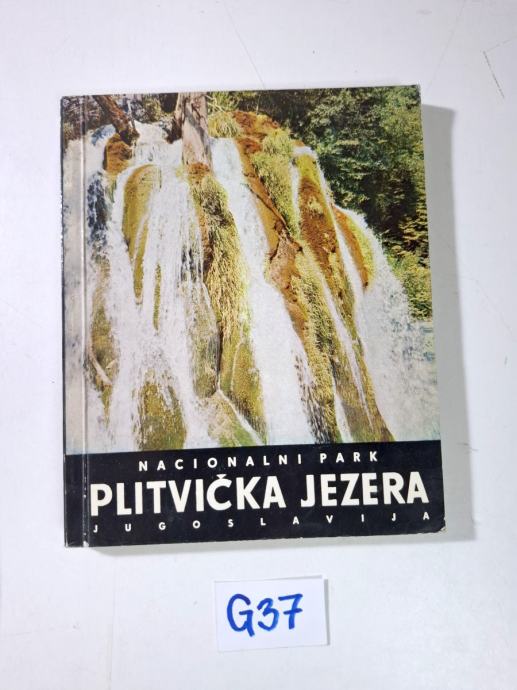 NACIONALNI PARK
PLITVIČKA JEZERA
JUGOSLAVIJA
G37